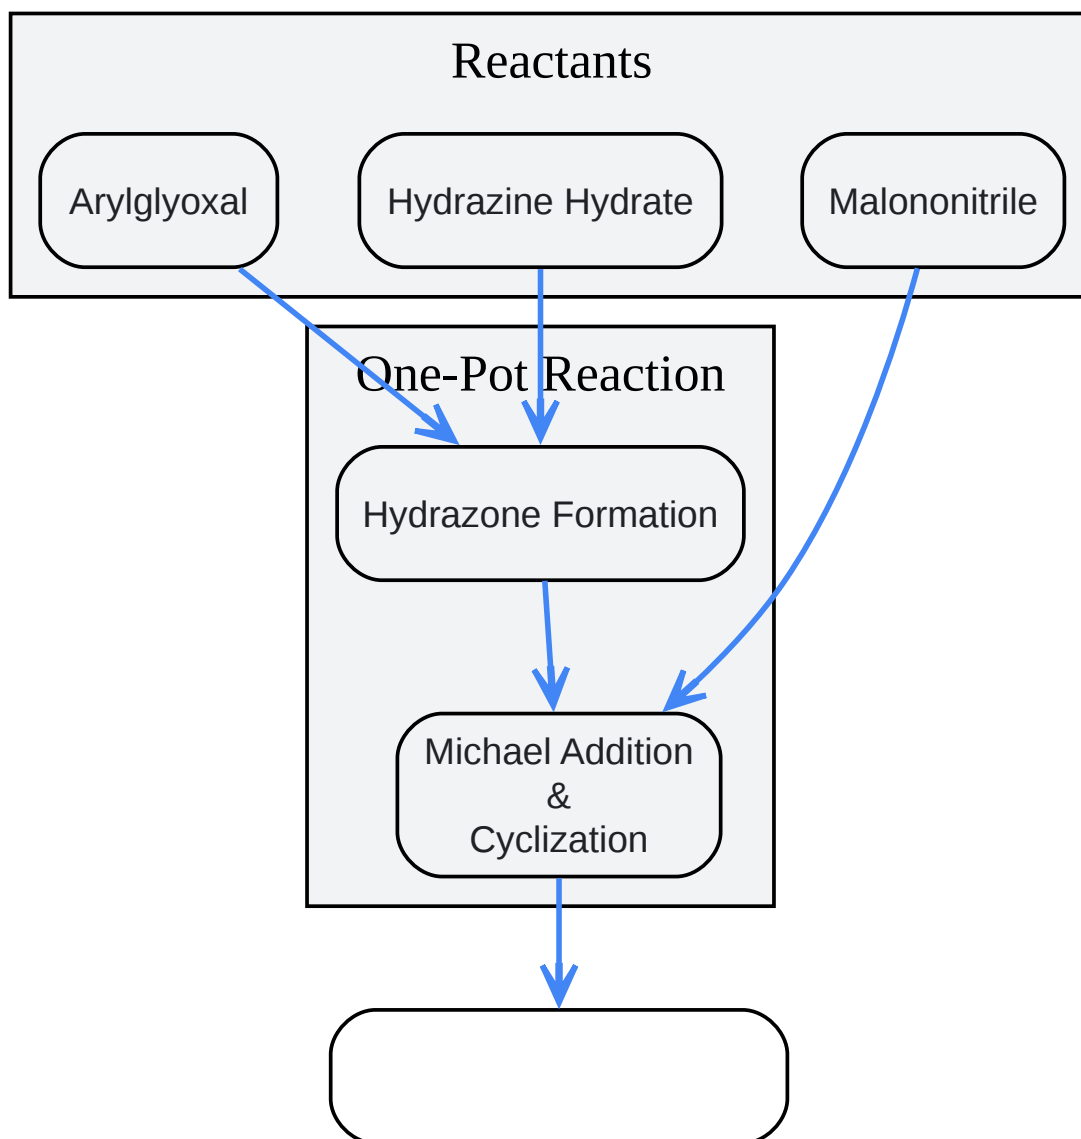 Reactants
Arylglyoxal
Hydrazine Hydrate
Malononitrile
One-Pot Reaction
Hydrazone Formation
Michael Addition
&
Cyclization